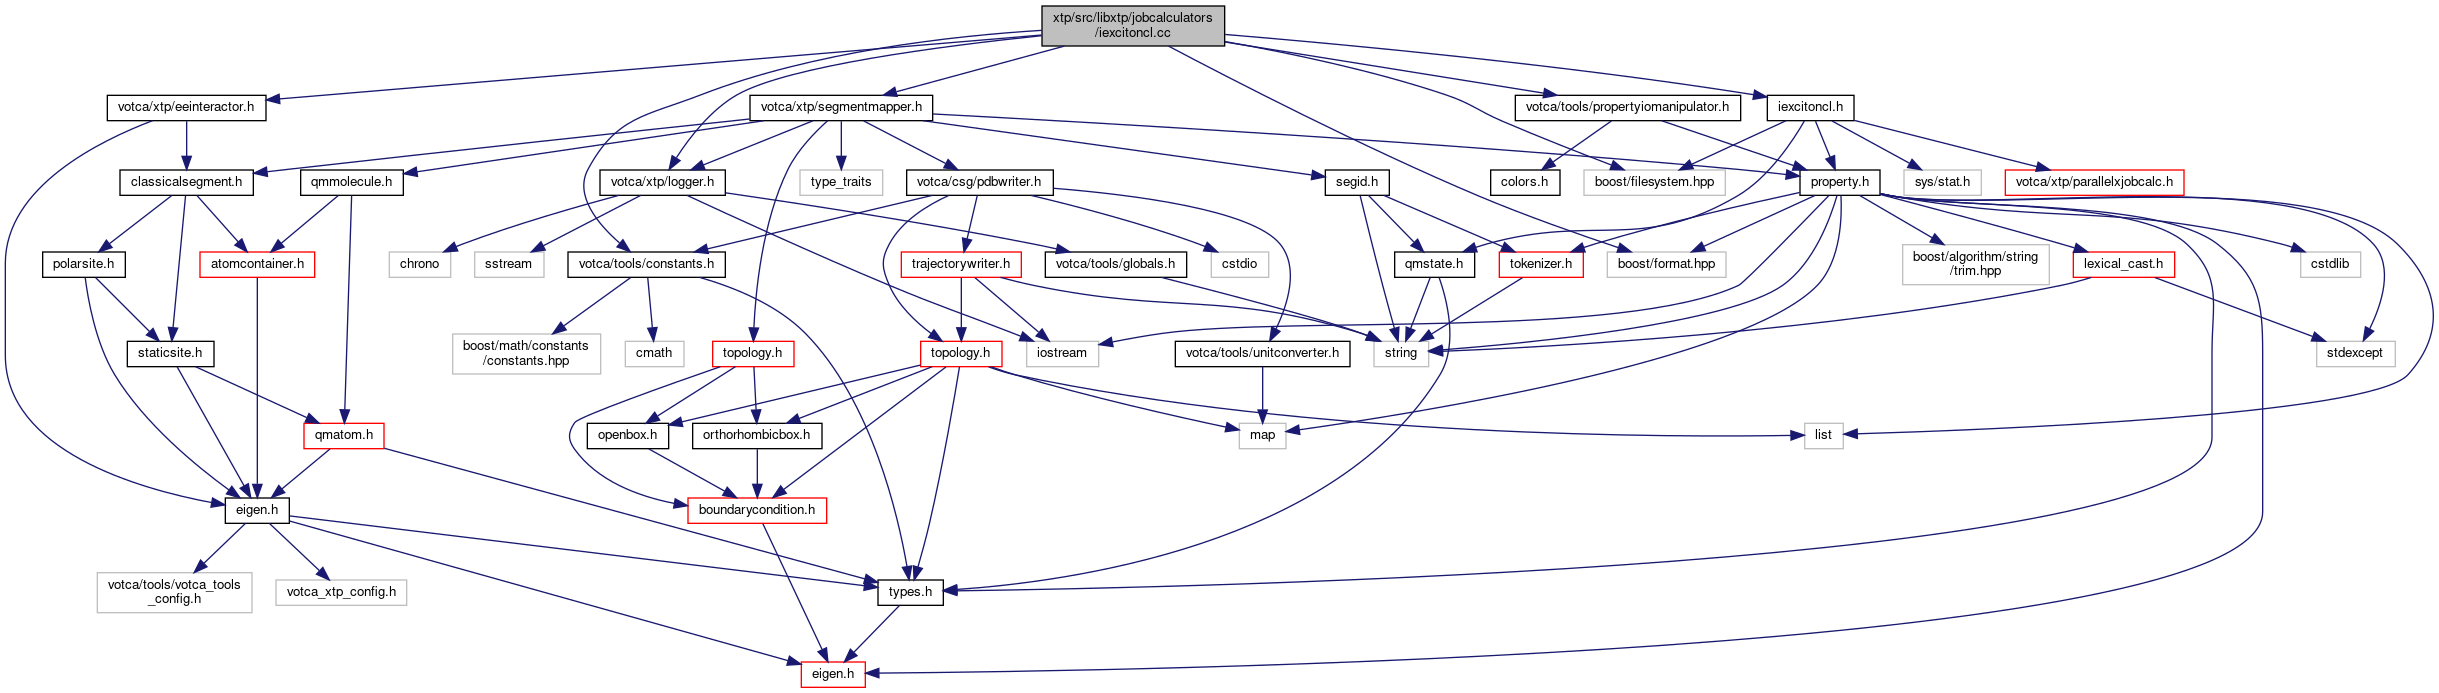 xtp/src/libxtp/jobcalculators
/iexcitoncl.cc
votca/xtp/eeinteractor.h
votca/xtp/segmentmapper.h
votca/tools/propertyiomanipulator.h
iexcitoncl.h
classicalsegment.h
qmmolecule.h
votca/xtp/logger.h
type_traits
votca/csg/pdbwriter.h
segid.h
colors.h
boost/filesystem.hpp
property.h
sys/stat.h
votca/xtp/parallelxjobcalc.h
polarsite.h
atomcontainer.h
chrono
sstream
votca/tools/constants.h
trajectorywriter.h
votca/tools/globals.h
cstdio
qmstate.h
tokenizer.h
boost/format.hpp
boost/algorithm/string
/trim.hpp
lexical_cast.h
cstdlib
staticsite.h
boost/math/constants
/constants.hpp
cmath
topology.h
topology.h
iostream
votca/tools/unitconverter.h
string
stdexcept
qmatom.h
openbox.h
orthorhombicbox.h
map
list
eigen.h
boundarycondition.h
votca/tools/votca_tools
_config.h
votca_xtp_config.h
types.h
eigen.h